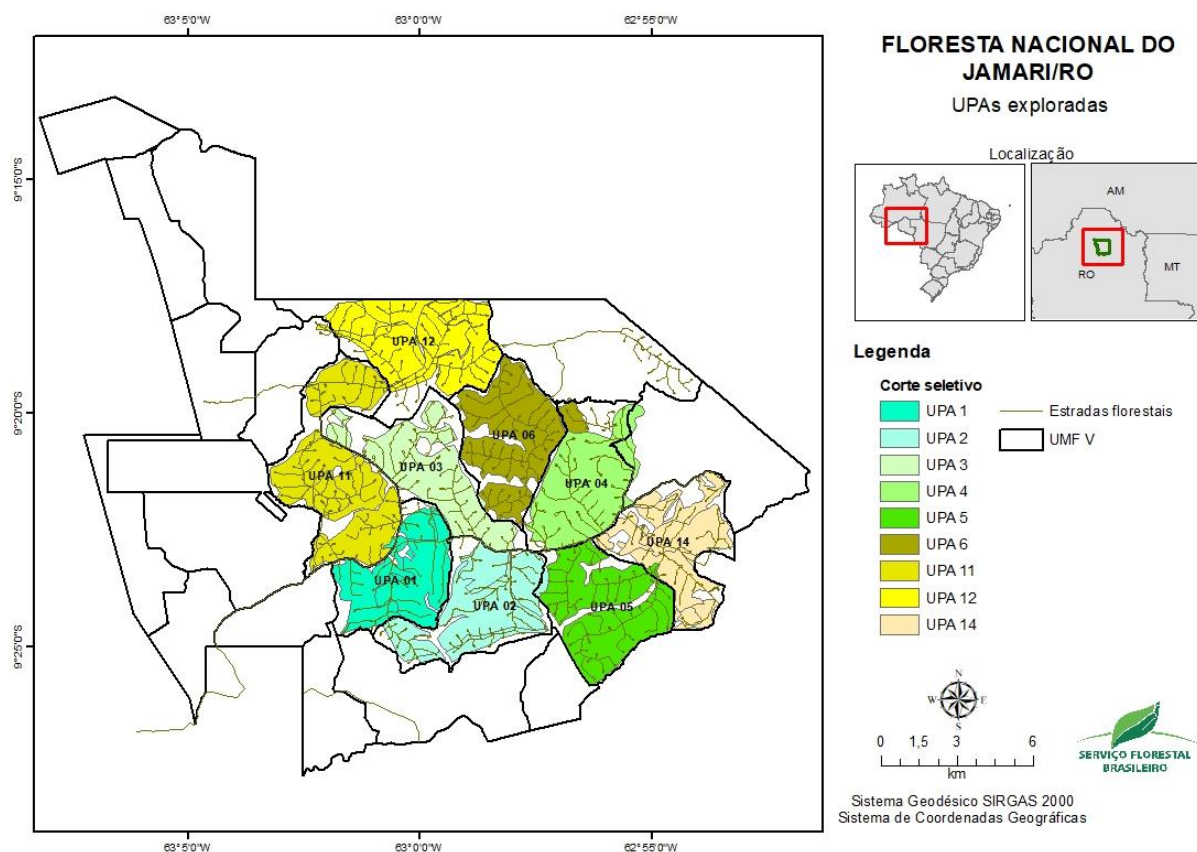 63°5'0"W
63°0'0"W
62°55'0"W
9°15'0"S
9°20'0"S
9°25'0"S
9°15'0"S
UPA 12
UPA 06
UPA 03
UPA 11
UPA 04
UPA 14
UPA 01
UPA 02
UPA 05
63°5'0"W
63°0'0"W
62°55'0"W
FLORESTA NACIONAL DO
JAMARI/RO
UPAs exploradas
Localização
AM
RO
MT
Legenda
Corte seletivo
UPA 1
UPA 2
UPA 3
UPA 4
UPA 5
UPA 6
UPA 11
UPA 12
UPA 14
Estradas florestais
UMF V
N
W
E
S
0 1,5 3 6
km
SERVIÇO FLORESTAL
BRASILEIRO
Sistema Geodésico SIRGAS 2000
Sistema de Coordenadas Geográficas